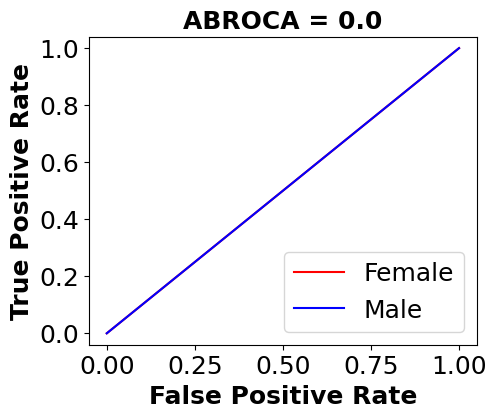 ABROCA = 0.0
True Positive Rate
1.0
0.8
0.6
0.4
0.2
0.0
Female
Male
0.00 0.25 0.50 0.75 1.00
False Positive Rate